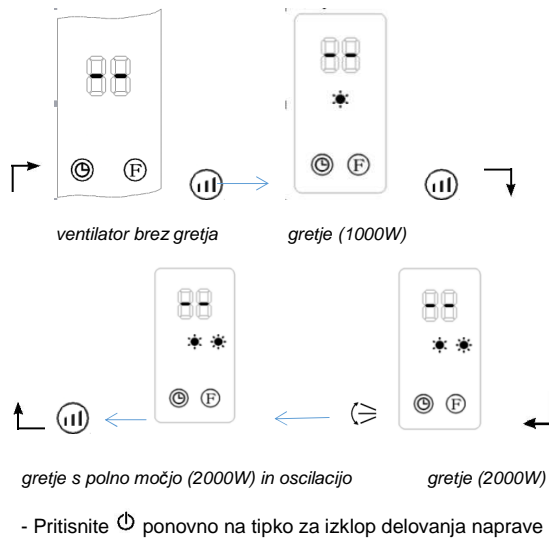 -- 
--
F
F
ventilator brez gretja
gretje (1000W)
--
--
F
F
gretje s polno močjo (2000W) in oscilacijo
gretje (2000W)
- Pritisnite ponovno na tipko za izklop delovanja naprave